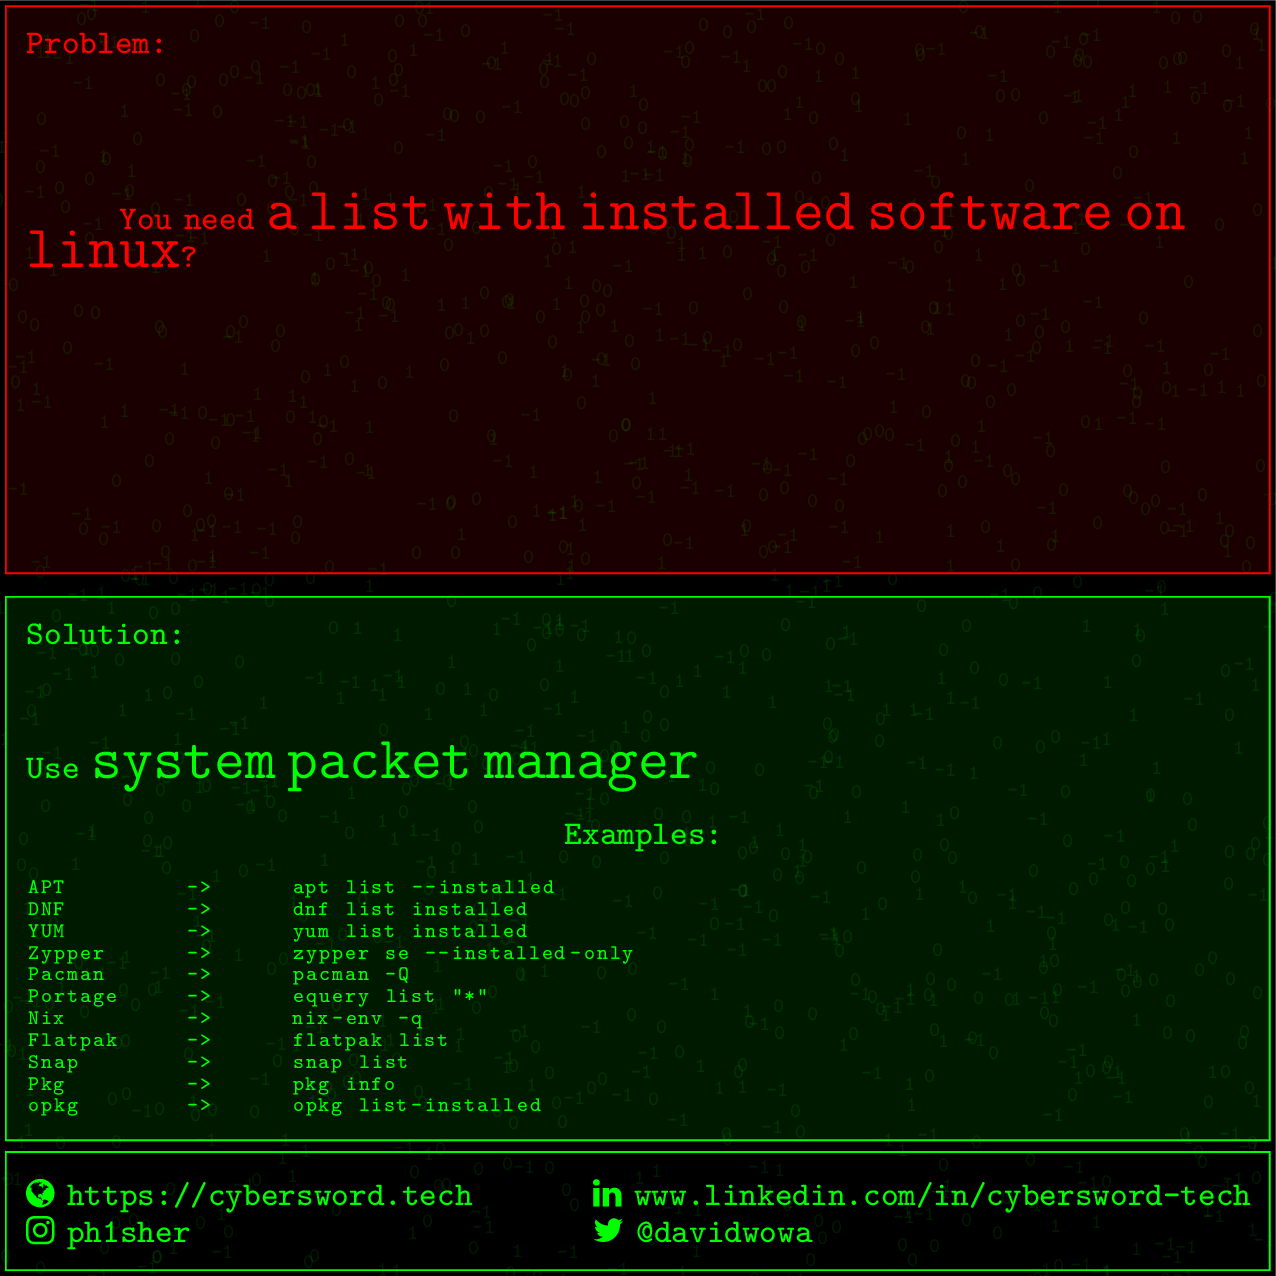 Problem:
You need a list with installed software on
linux?
Solution:
Use system packet manager
Examples:
APT -> apt list --installed
DNF -> dnf list installed
YUM -> yum list installed
Zypper -> zypper se --installed-only
Pacman -> pacman -Q
Portage -> equery list "*"
Nix -> nix-env -q
Flatpak -> flatpak list
Snap -> snap list
Pkg -> pkg info
opkg -> opkg list-installed
https://cybersword.tech www.linkedin.com/in/cybersword-tech
ph1sher @davidwowa